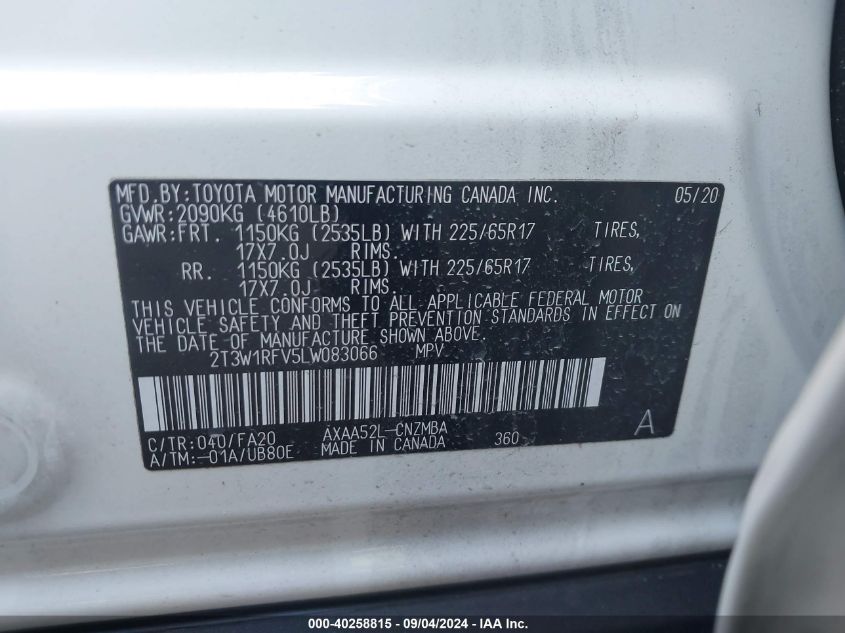 MFD.BY:TOYOTA MOTOR MANUFACTURING CANADA INC. 05/20
GVWR:2090KG (4610LB)
GAWR:FRT. 1150KG (2535LB) WITH 225/65R17 TIRES,
17X7.0J RIMS.
RR. 1150KG (2535LB) WITH 225/65R17 TIRES,
17X7.0J RIMS.
THIS VEHICLE CONFORMS TO ALL APPLICABLE FEDERAL MOTOR
VEHICLE SAFETY AND THEFT PREVENTION STANDARDS IN EFFECT ON
THE DATE OF MANUFACTURE SHOWN ABOVE.
2T3W1RFV5LW083066 MPV
C/TR:040/FA20 AXAA52L-CNZMBA 360 A
A/TM:-01A/UB80E MADE IN CANADA
000-40258815 - 09/04/2024 - IAA Inc.